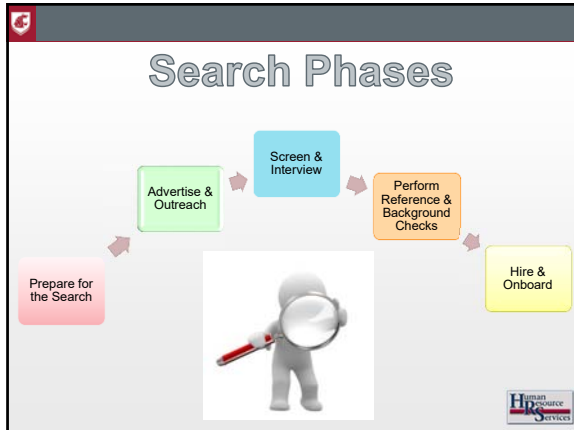 Search Phases
Prepare for
the Search
Advertise &
Outreach
Screen &
Interview
Perform
Reference &
Background
Checks
Hire &
Onboard
Human
Resource
Services